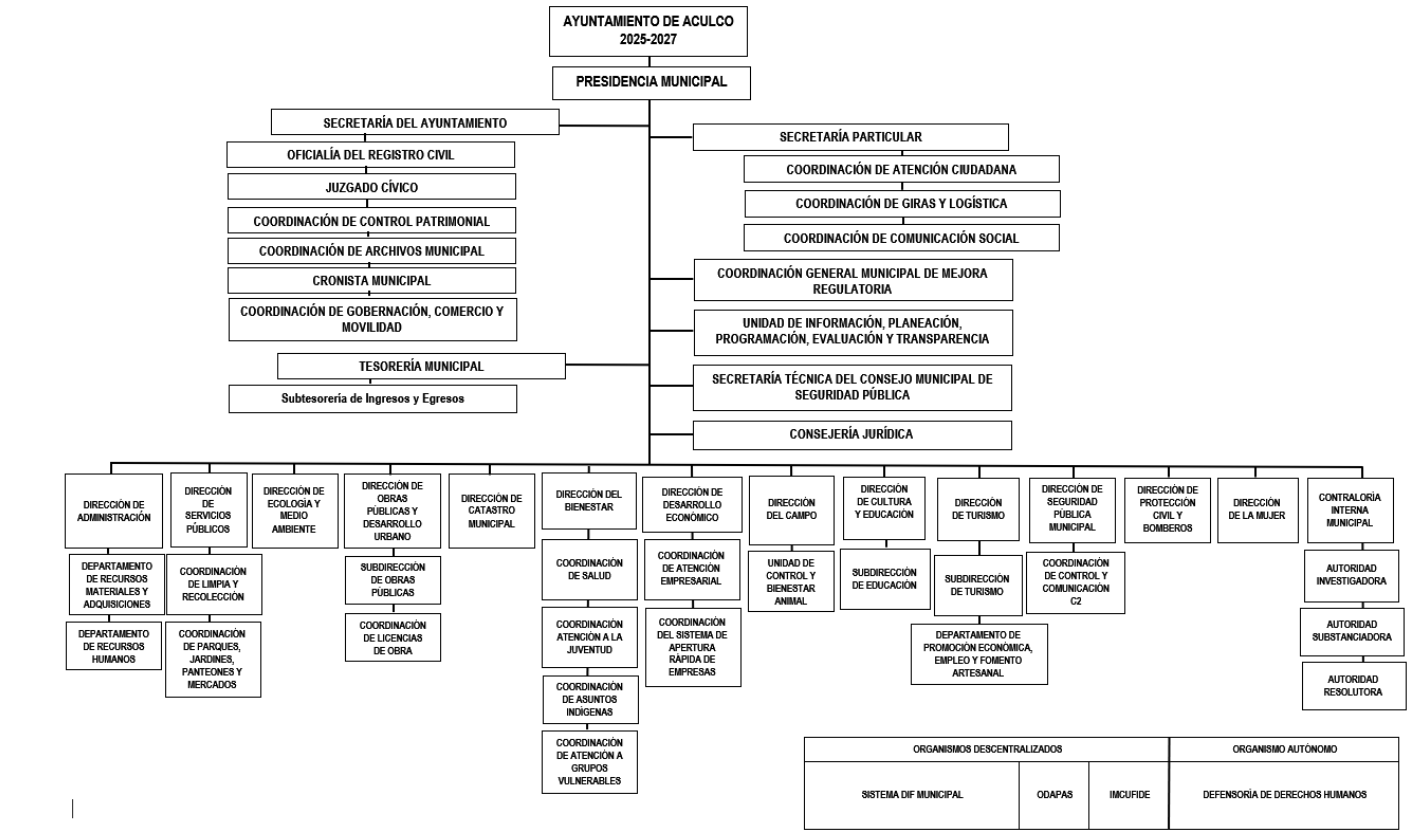 AYUNTAMIENTO DE ACULCO
2025-2027
PRESIDENCIA MUNICIPAL
SECRETARÍA DEL AYUNTAMIENTO
OFICIALÍA DEL REGISTRO CIVIL
JUZGADO CÍVICO
COORDINACIÓN DE CONTROL PATRIMONIAL
COORDINACIÓN DE ARCHIVOS MUNICIPAL
CRONISTA MUNICIPAL
COORDINACIÓN DE GOBERNACIÓN, COMERCIO Y
MOVILIDAD
TESORERÍA MUNICIPAL
Subtesorería de Ingresos y Egresos
SECRETARÍA PARTICULAR
COORDINACIÓN DE ATENCIÓN CIUDADANA
COORDINACIÓN DE GIRAS Y LOGÍSTICA
COORDINACIÓN DE COMUNICACIÓN SOCIAL
COORDINACIÓN GENERAL MUNICIPAL DE MEJORA
REGULATORIA
UNIDAD DE INFORMACIÓN, PLANEACIÓN,
PROGRAMACIÓN, EVALUACIÓN Y TRANSPARENCIA
SECRETARÍA TÉCNICA DEL CONSEJO MUNICIPAL DE
SEGURIDAD PÚBLICA
CONSEJERÍA JURÍDICA
DIRECCIÓN DE
ADMINISTRACIÓN
DEPARTAMENTO
DE RECURSOS
MATERIALES Y
ADQUISICIONES
DEPARTAMENTO
DE RECURSOS
HUMANOS
DIRECCIÓN
DE
SERVICIOS
PÚBLICOS
COORDINACIÓN
DE LIMPIA Y
RECOLECCIÓN
COORDINACIÓN
DE PARQUES,
JARDINES,
PANTEONES Y
MERCADOS
DIRECCIÓN DE
ECOLOGÍA Y
MEDIO
AMBIENTE
DIRECCIÓN DE
OBRAS
PÚBLICAS Y
DESARROLLO
URBANO
SUBDIRECCIÓN
DE OBRAS
PÚBLICAS
COORDINACIÓN
DE LICENCIAS
DE OBRA
DIRECCIÓN DE
CATASTRO
MUNICIPAL
DIRECCIÓN DEL
BIENESTAR
COORDINACIÓN
DE SALUD
COORDINACIÓN
ATENCIÓN A LA
JUVENTUD
COORDINACIÓN
DE ASUNTOS
INDÍGENAS
COORDINACIÓN
DE ATENCIÓN A
GRUPOS
VULNERABLES
DIRECCIÓN DE
DESARROLLO
ECONÓMICO
COORDINACIÓN
DE ATENCIÓN
EMPRESARIAL
COORDINACIÓN
DEL SISTEMA DE
APERTURA
RÁPIDA DE
EMPRESAS
DIRECCIÓN
DEL CAMPO
UNIDAD DE
CONTROL Y
BIENESTAR
ANIMAL
DIRECCIÓN
DE CULTURA
Y EDUCACIÓN
SUBDIRECCIÓN
DE EDUCACIÓN
DIRECCIÓN
DE TURISMO
SUBDIRECCIÓN
DE TURISMO
DEPARTAMENTO DE
PROMOCIÓN ECONÓMICA,
EMPLEO Y FOMENTO
ARTESANAL
DIRECCIÓN DE
SEGURIDAD
PÚBLICA
MUNICIPAL
COORDINACIÓN
DE CONTROL Y
COMUNICACIÓN
C2
DIRECCIÓN DE
PROTECCIÓN
CIVIL Y
BOMBEROS
DIRECCIÓN
DE LA MUJER
CONTRALORÍA
INTERNA
MUNICIPAL
AUTORIDAD
INVESTIGADORA
AUTORIDAD
SUBSTANCIADORA
AUTORIDAD
RESOLUTORA
ORGANISMOS DESCENTRALIZADOS
ORGANISMO AUTÓNOMO
SISTEMA DIF MUNICIPAL
ODAPAS
IMCUFIDE
DEFENSORÍA DE DERECHOS HUMANOS